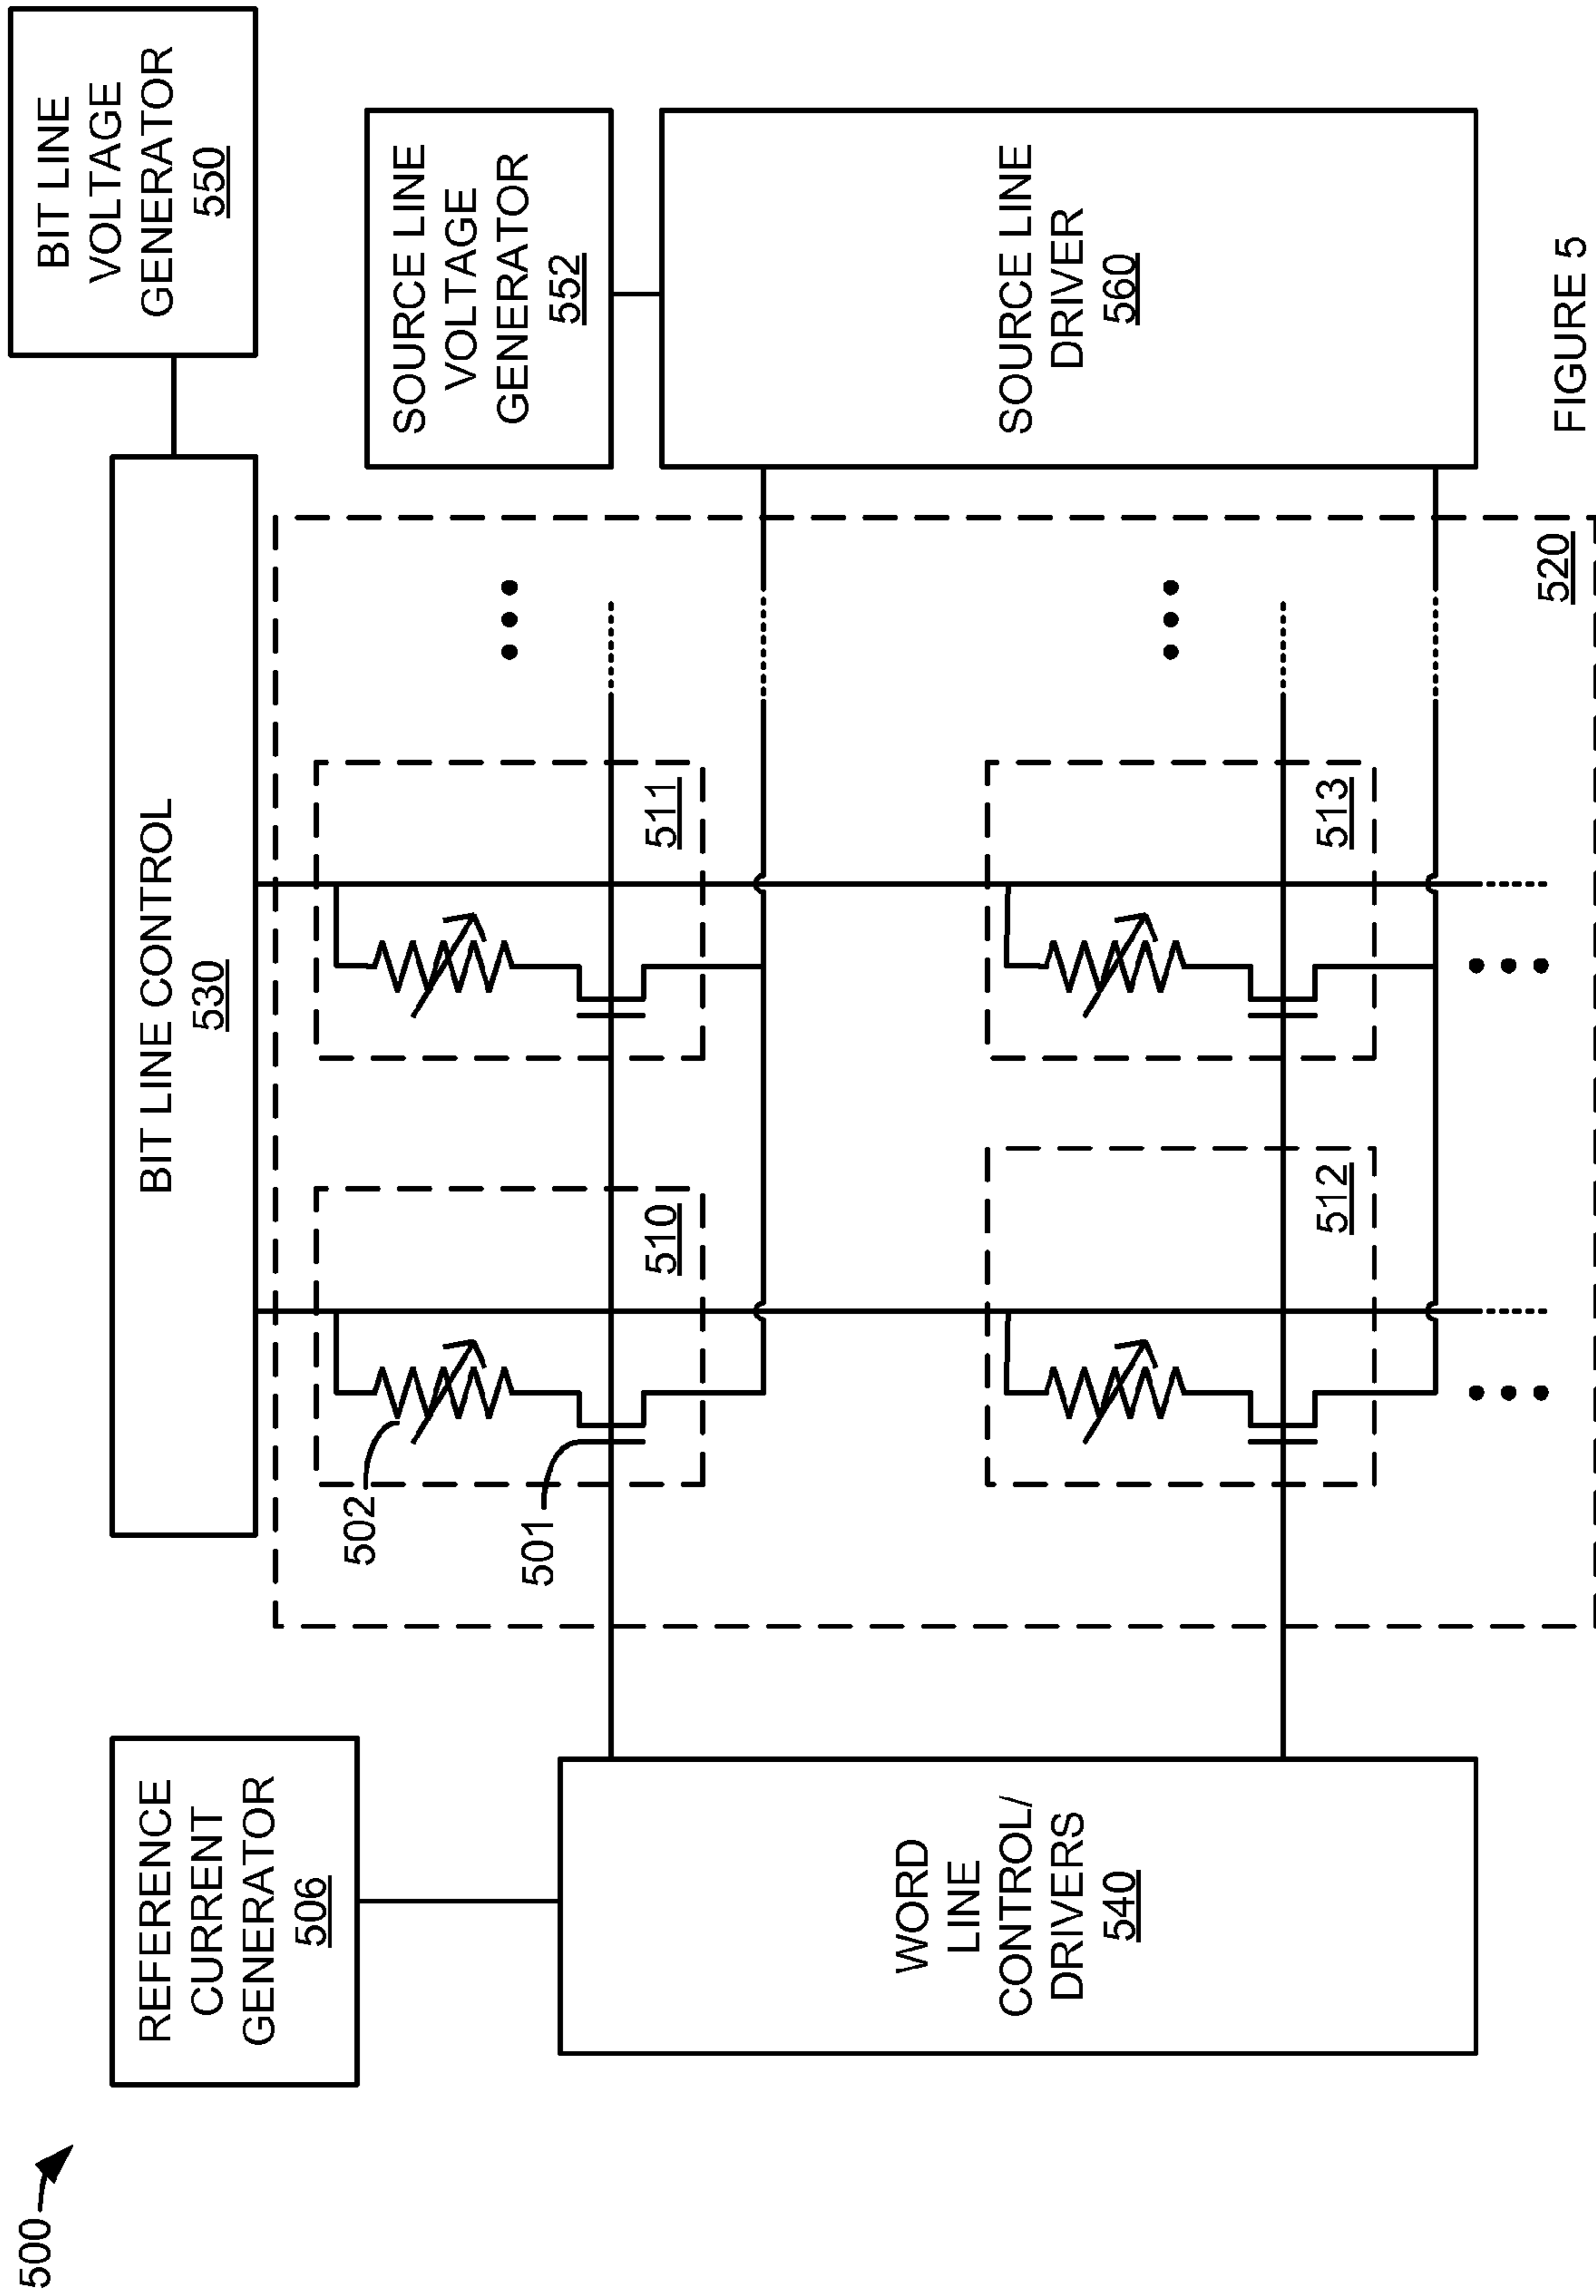 500
REFERENCE
CURRENT
GENERATOR
506
BIT LINE CONTROL
530
BIT LINE
VOLTAGE
GENERATOR
550
502
501
510
511
SOURCE LINE
VOLTAGE
GENERATOR
552
WORD
LINE
CONTROL/
DRIVERS
540
512
513
SOURCE LINE
DRIVER
560
520
FIGURE 5